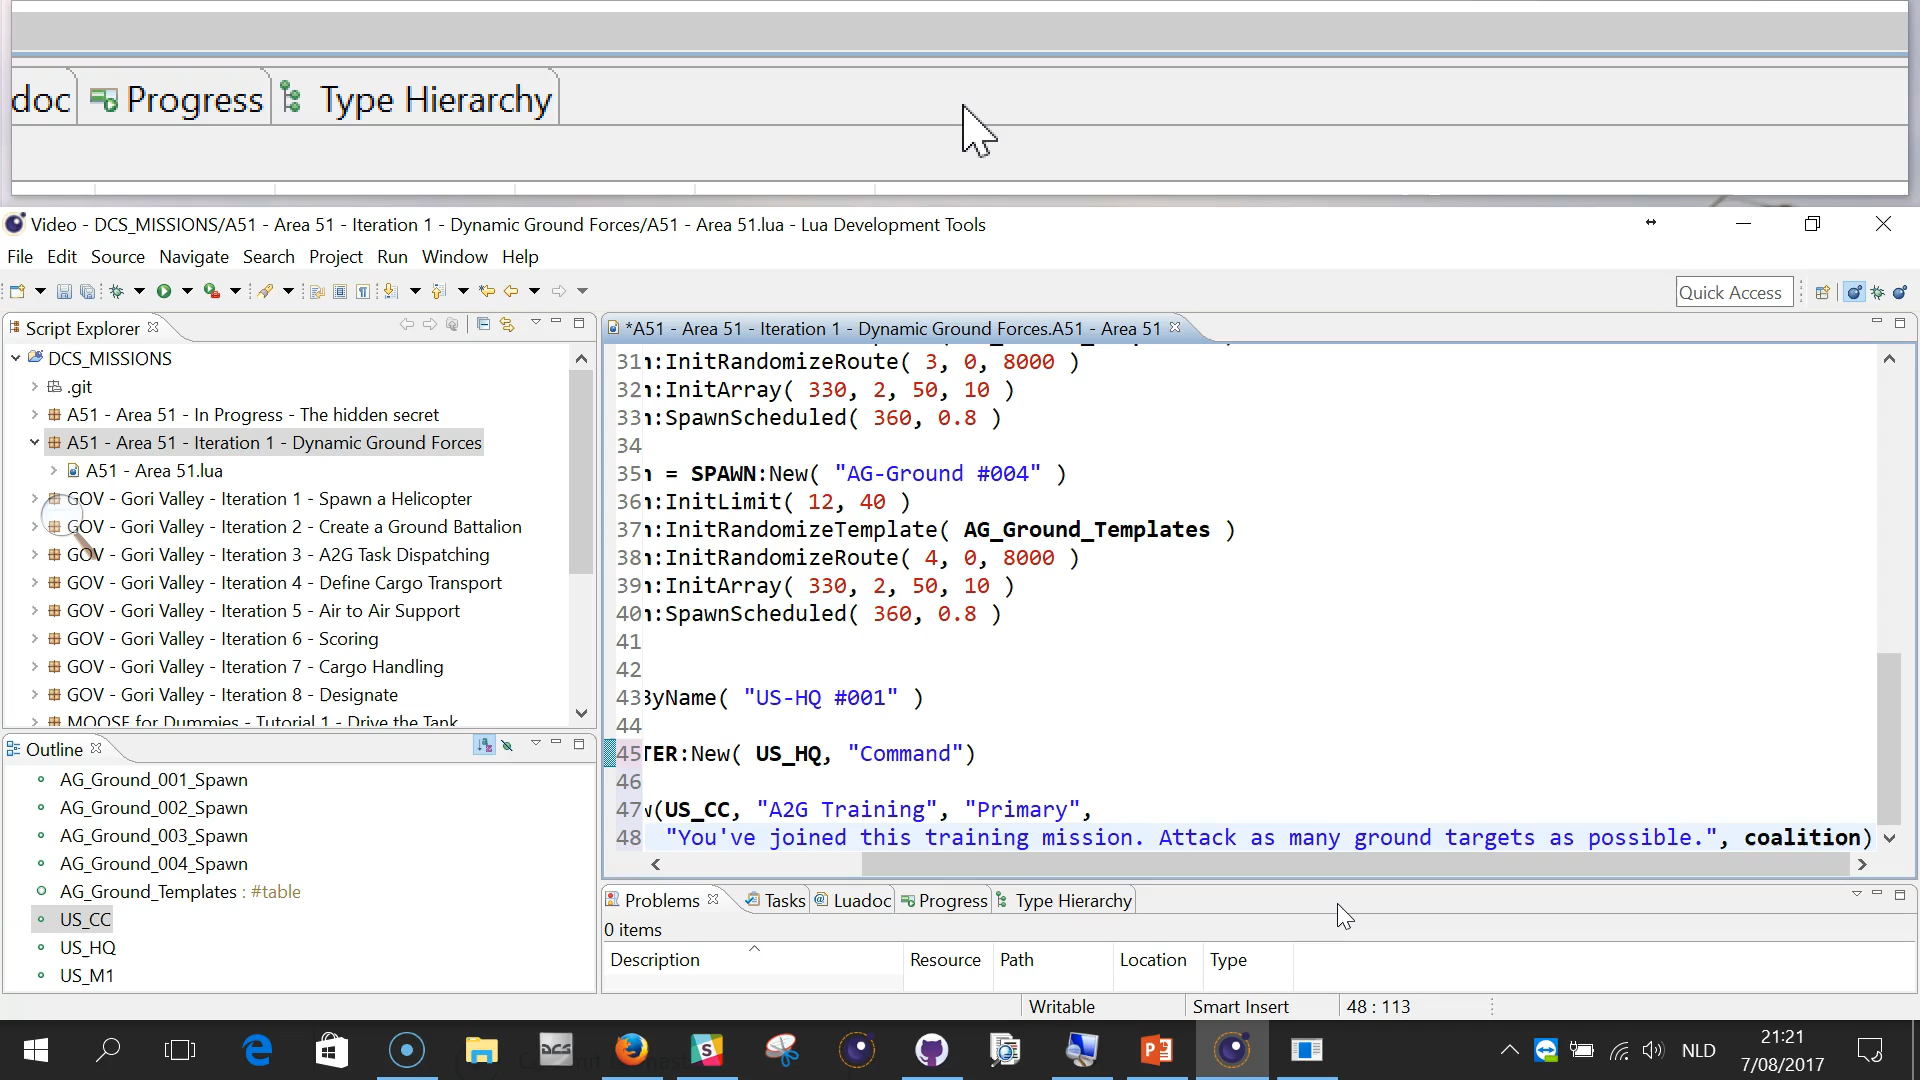 doc Progress Type Hierarchy
Video - DCS_MISSIONS/A51 - Area 51 - Iteration 1 - Dynamic Ground Forces/A51 - Area 51.lua - Lua Development Tools
File Edit Source Navigate Search Project Run Window Help
Quick Access
Script Explorer
DCS_MISSIONS
.git
A51 - Area 51 - In Progress - The hidden secret
A51 - Area 51 - Iteration 1 - Dynamic Ground Forces
A51 - Area 51.lua
GOV - Gori Valley - Iteration 1 - Spawn a Helicopter
GOV - Gori Valley - Iteration 2 - Create a Ground Battalion
GOV - Gori Valley - Iteration 3 - A2G Task Dispatching
GOV - Gori Valley - Iteration 4 - Define Cargo Transport
GOV - Gori Valley - Iteration 5 - Air to Air Support
GOV - Gori Valley - Iteration 6 - Scoring
GOV - Gori Valley - Iteration 7 - Cargo Handling
GOV - Gori Valley - Iteration 8 - Designate
MOOSE for Dummies - Tutorial 1 - Drive the Tank
Outline
AG_Ground_001_Spawn
AG_Ground_002_Spawn
AG_Ground_003_Spawn
AG_Ground_004_Spawn
AG_Ground_Templates : #table
US_CC
US_HQ
US_M1
*A51 - Area 51 - Iteration 1 - Dynamic Ground Forces.A51 - Area 51
31 n:InitRandomizeRoute( 3, 0, 8000 )
32 n:InitArray( 330, 2, 50, 10 )
33 n:SpawnScheduled( 360, 0.8 )
34
35 n = SPAWN:New( "AG-Ground #004" )
36 n:InitLimit( 12, 40 )
37 n:InitRandomizeTemplate( AG_Ground_Templates )
38 n:InitRandomizeRoute( 4, 0, 8000 )
39 n:InitArray( 330, 2, 50, 10 )
40 n:SpawnScheduled( 360, 0.8 )
41
42
43 ByName( "US-HQ #001" )
44
45 TER:New( US_HQ, "Command")
46
47 w(US_CC, "A2G Training", "Primary",
48 "You've joined this training mission. Attack as many ground targets as possible.", coalition)
Problems Tasks Luadoc Progress Type Hierarchy
0 items
Description Resource Path Location Type
Writable Smart Insert 48 : 113
DCS
NLD
21:21
7/08/2017